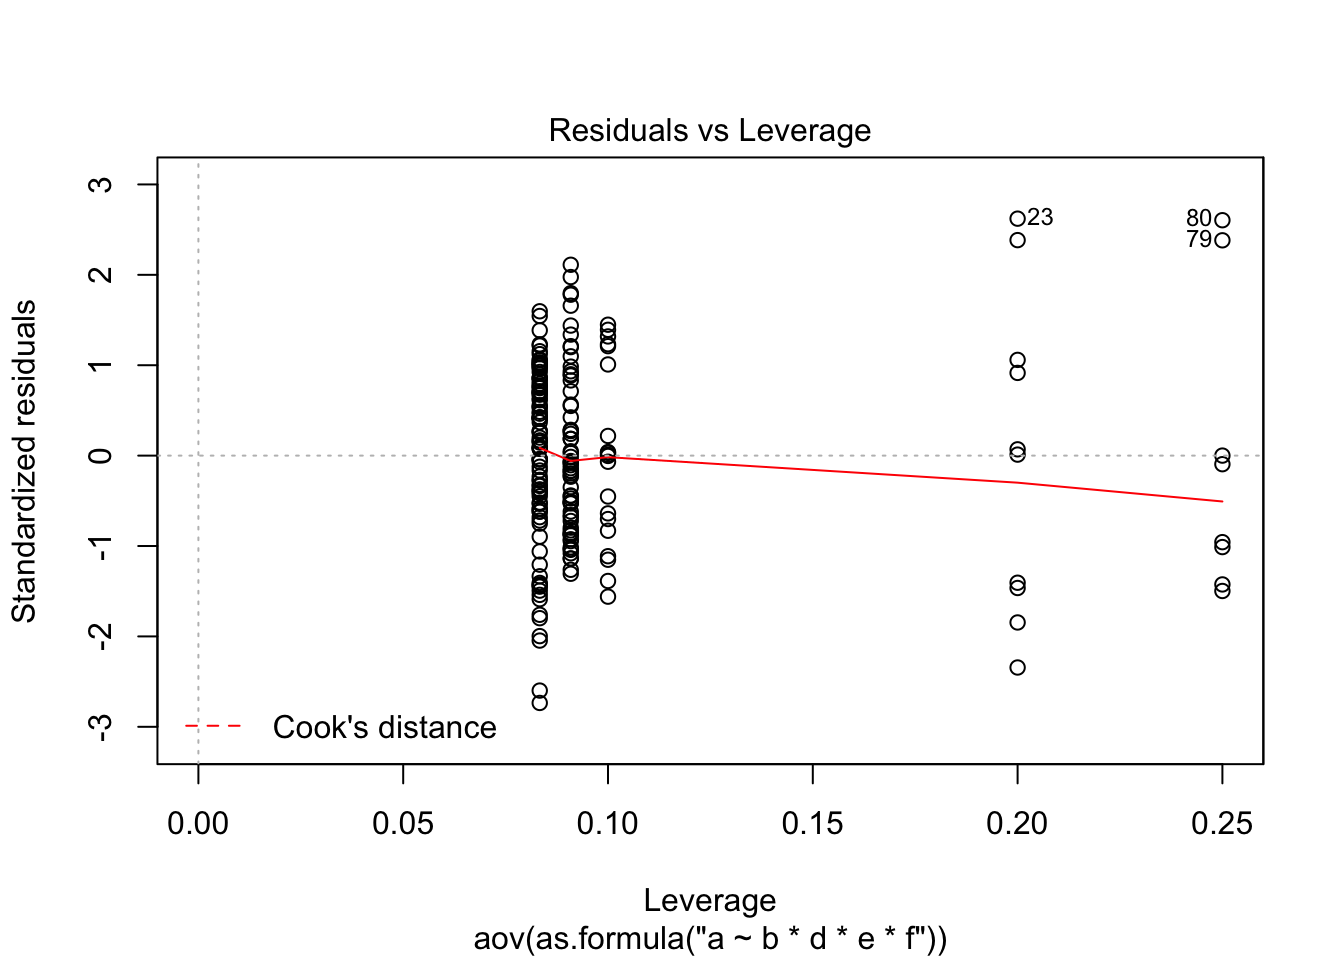 Residuals vs Leverage
3
2
1
0
-1
-2
-3
Standardized residuals
23
80
79
Cook's distance
0.00 0.05 0.10 0.15 0.20 0.25
Leverage
aov(as.formula("a ~ b * d * e * f"))